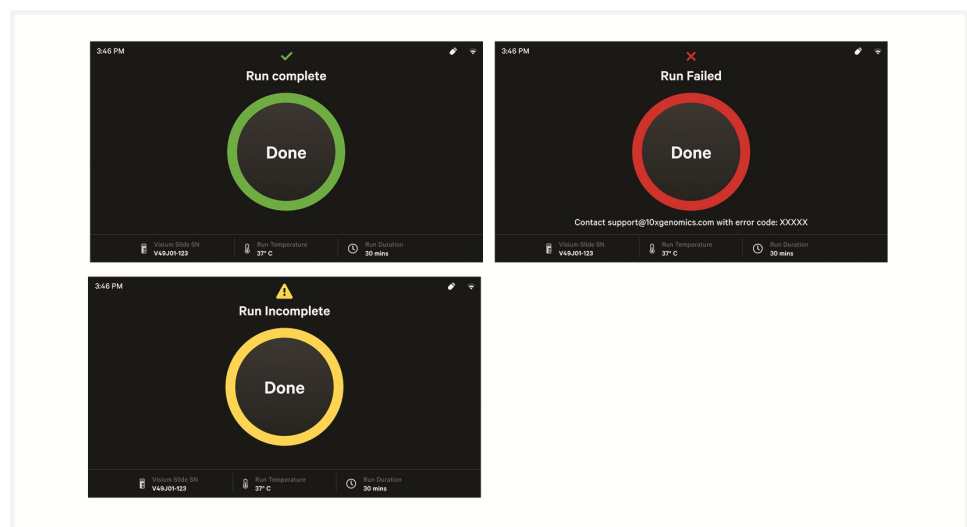 3:46 PM
Run complete
Done
Visium Slide SN
V49J01-123
Run Temperature
37° C
Run Duration
30 mins
3:46 PM
Run Failed
Done
Contact support@10xgenomics.com with error code: XXXXX
Visium Slide SN
V49J01-123
Run Temperature
37° C
Run Duration
30 mins
3:46 PM
Run Incomplete
Done
Visium Slide SN
V49J01-123
Run Temperature
37° C
Run Duration
30 mins